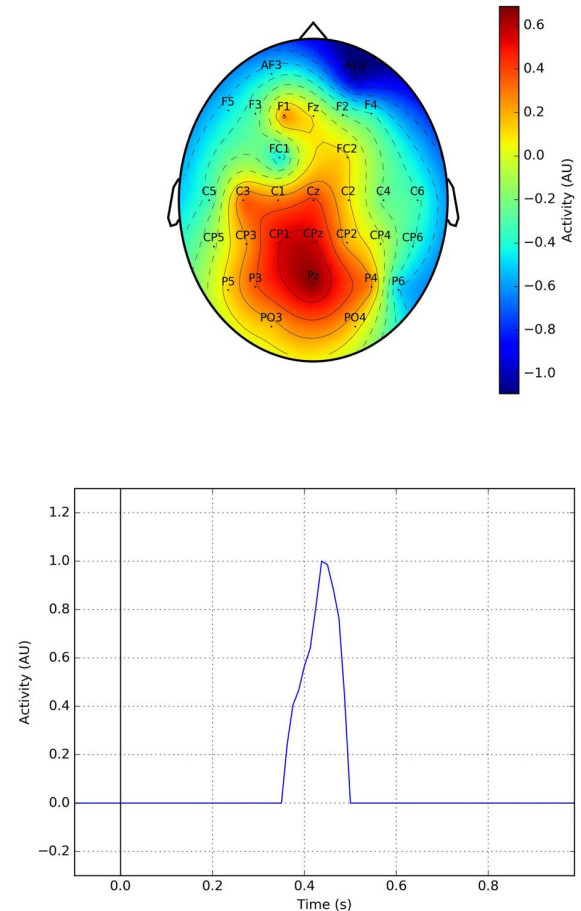 AF3 AF4
F5 F3 F1 Fz F2 F4
FC1 FC2
C5 C3 C1 Cz C2 C4 C6
CP5 CP3 CP1 CPz CP2 CP4 CP6
P5 P3 Pz P4 P6
PO3 PO4
0.6
0.4
0.2
0.0
−0.2
−0.4
−0.6
−0.8
−1.0
Activity (AU)
1.2
1.0
0.8
0.6
0.4
0.2
0.0
−0.2
Activity (AU)
0.0 0.2 0.4 0.6 0.8
Time (s)